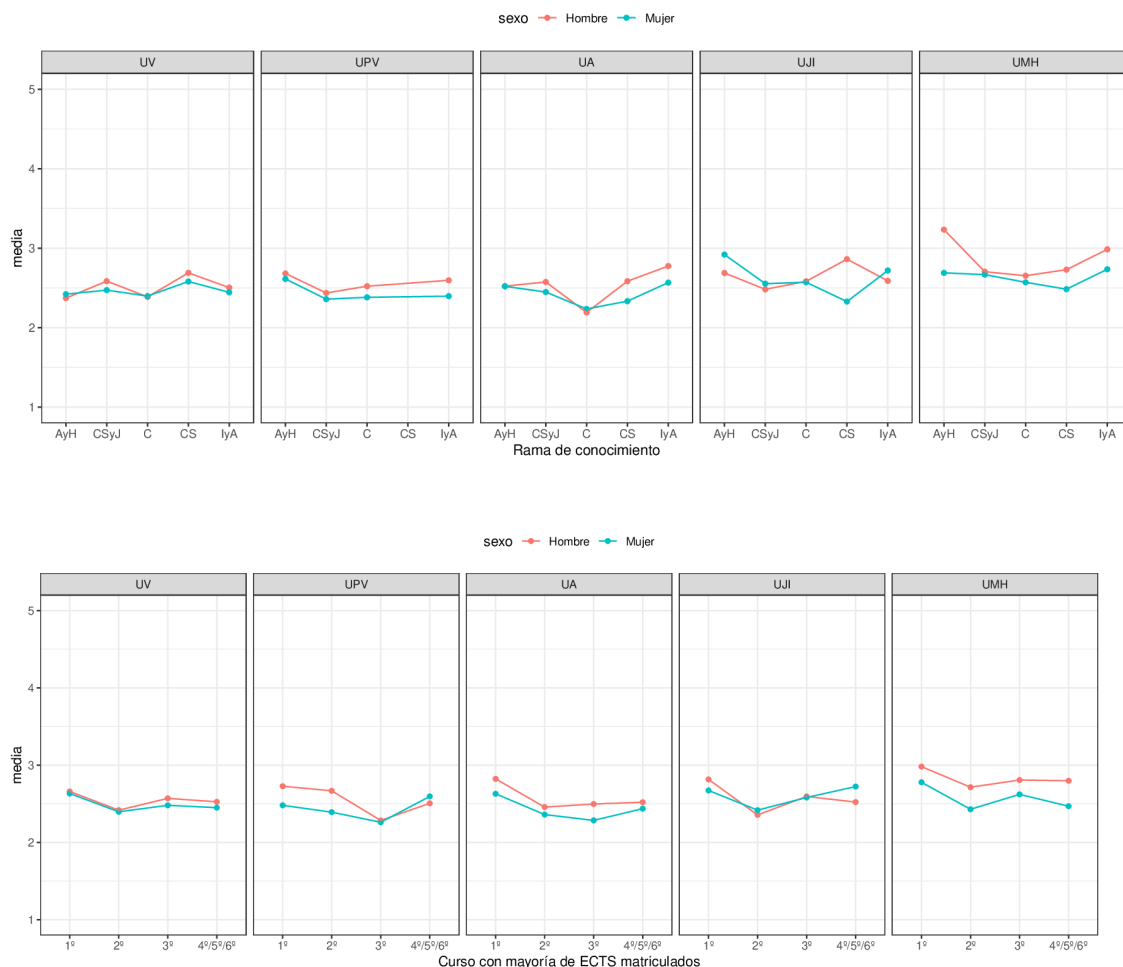 sexo Hombre Mujer
UV UPV UA UJI UMH
5
4
3
2
1
media
AyH CSyJ C CS IyA AyH CSyJ C CS IyA AyH CSyJ C CS IyA AyH CSyJ C CS IyA AyH CSyJ C CS IyA
Rama de conocimiento
sexo Hombre Mujer
UV UPV UA UJI UMH
5
4
3
2
1
media
1º 2º 3º 4º/5º/6º 1º 2º 3º 4º/5º/6º 1º 2º 3º 4º/5º/6º 1º 2º 3º 4º/5º/6º 1º 2º 3º 4º/5º/6º
Curso con mayoría de ECTS matriculados